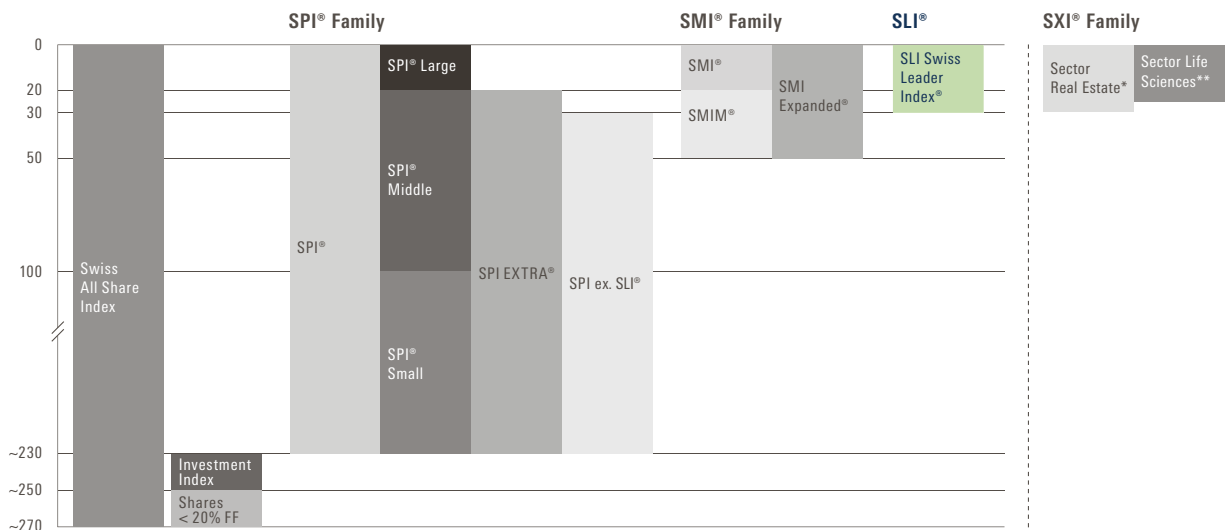 SPI® Family
SMI® Family
SLI®
SXI® Family
0
20
30
50
100
~230
~250
~270
Swiss
All Share
Index
Investment
Index
Shares
< 20% FF
SPI®
SPI® Large
SPI®
Middle
SPI®
Small
SPI EXTRA®
SPI ex. SLI®
SMI®
SMIM®
SMI
Expanded®
SLI Swiss
Leader
Index®
Sector
Real Estate*
Sector Life
Sciences**